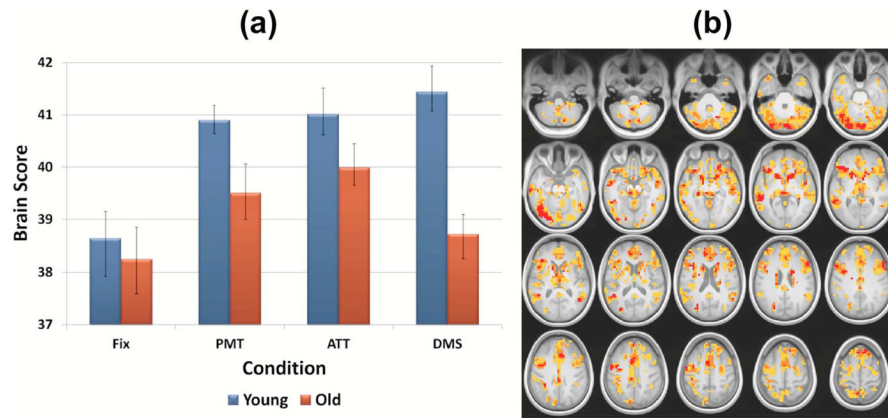 (a)
42
41
40
39
38
37
Brain Score
Fix PMT ATT DMS
Condition
Young Old
(b)